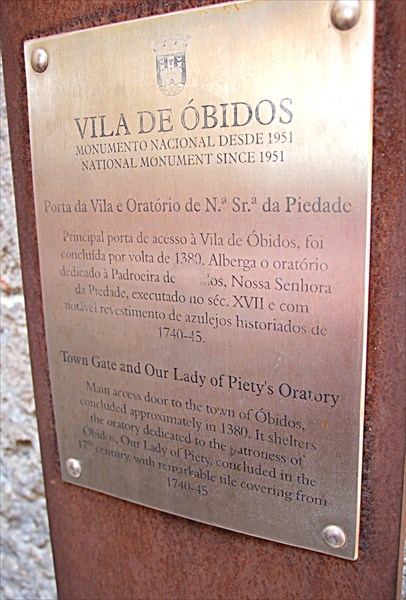 VILA DE ÓBIDOS
MONUMENTO NACIONAL DESDE 1951
NATIONAL MONUMENT SINCE 1951
Porta da Vila e Oratório de N.ª Sr.ª da Piedade
Principal porta de acesso à Vila de Óbidos, foi
concluída por volta de 1380. Alberga o oratório
dedicado à Padroeira de os, Nossa Senhora
da Piedade, executado no séc. XVII e com
notável revestimento de azulejos historiados de
1740-45.
Town Gate and Our Lady of Piety's Oratory
Main access door to the town of Óbidos,
concluded approximately in 1380. It shelters
the oratory dedicated to the patroness of
Óbidos, Our Lady of Piety, concluded in the
17th century, with remarkable tile covering from
1740-45